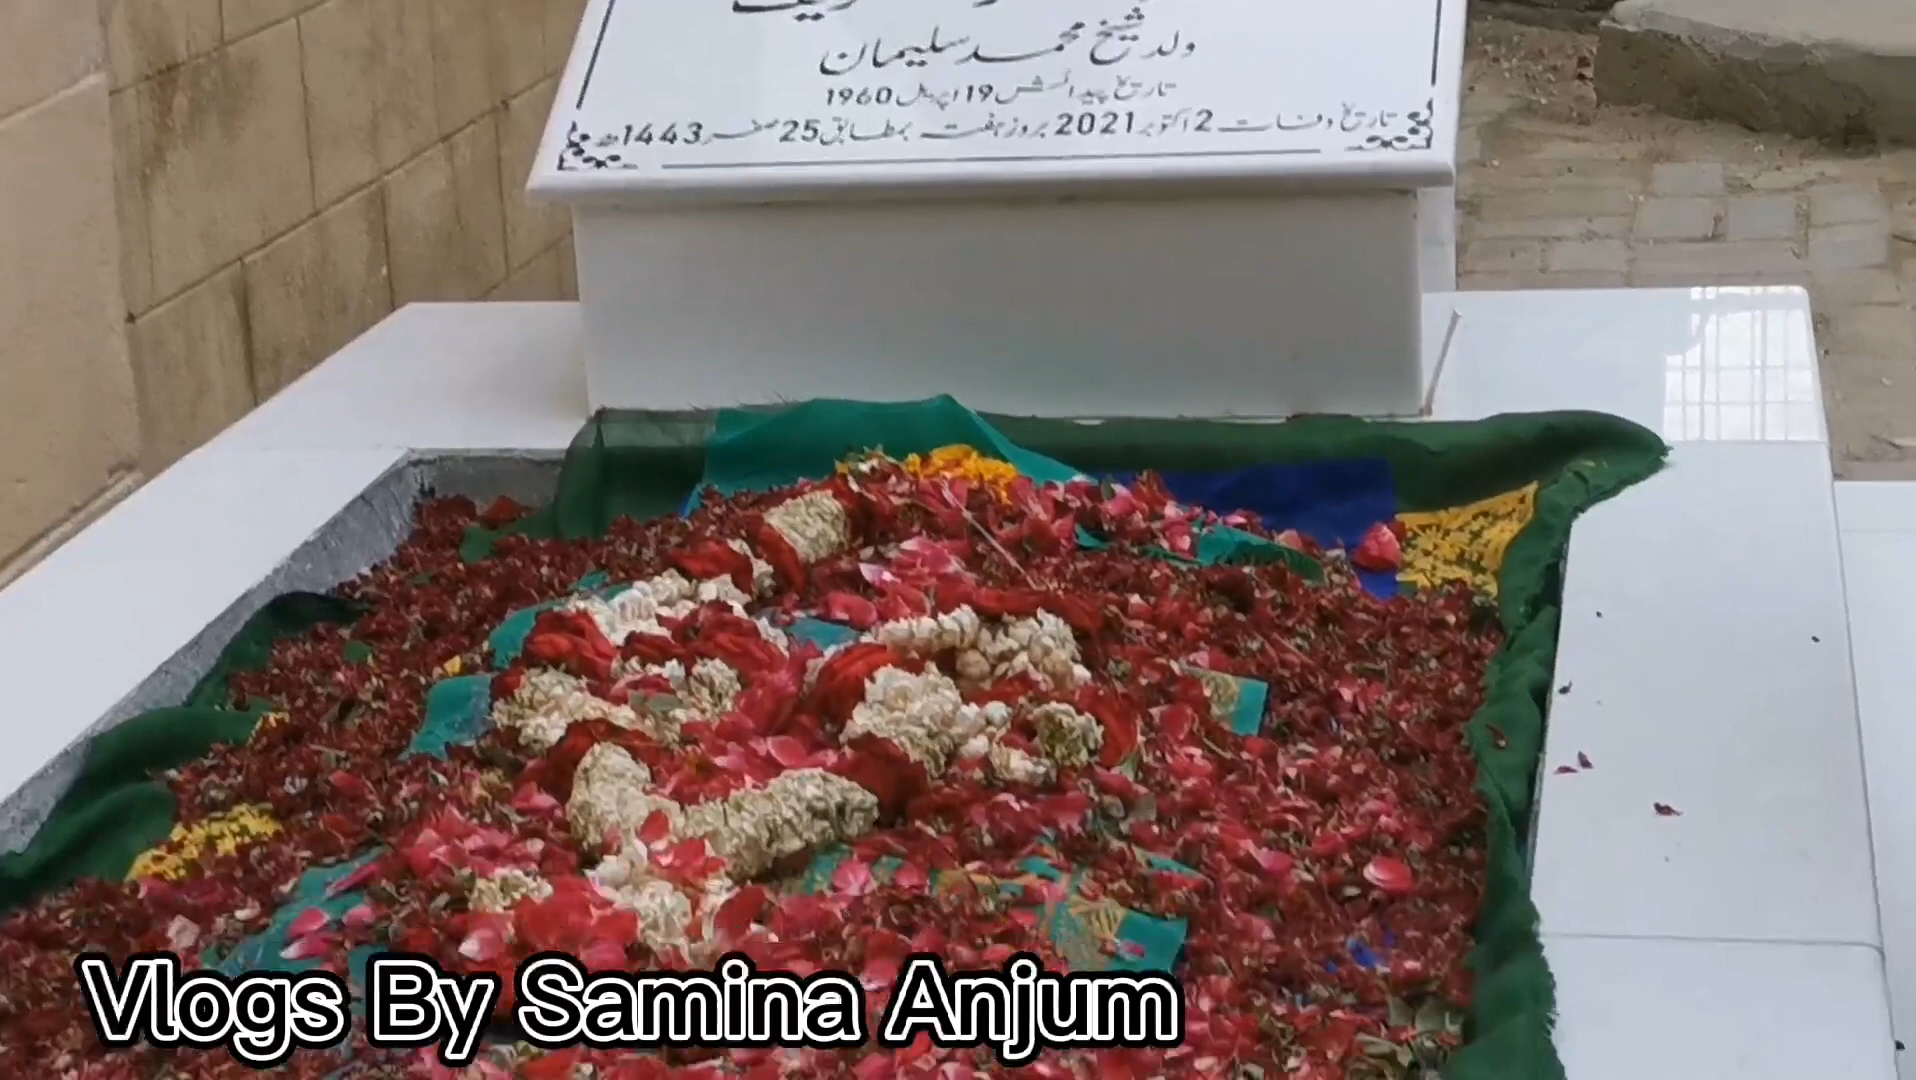 ولد شیخ محمد سلیمان
تاریخ پیدائش 19 اپریل 1960
تاریخ وفات 2 اکتوبر 2021 بروز ہفتہ بمطابق 25 صفر 1443ھ
Vlogs By Samina Anjum